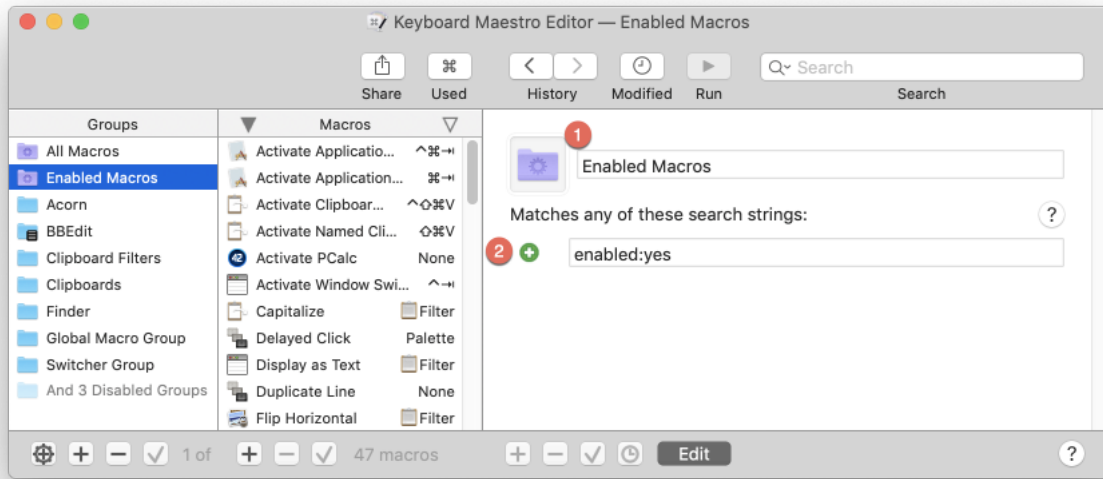 Keyboard Maestro Editor — Enabled Macros
Share Used History Modified Run Search
Search
Groups
All Macros
Enabled Macros
Acorn
BBEdit
Clipboard Filters
Clipboards
Finder
Global Macro Group
Switcher Group
And 3 Disabled Groups
Macros
Activate Applicatio... ^⌘⇥
Activate Application... ⌘⇥
Activate Clipboar... ^⇧⌘V
Activate Named Cli... ⇧⌘V
42 Activate PCalc None
Activate Window Swi... ^⇥
Capitalize Filter
Delayed Click Palette
Display as Text Filter
Duplicate Line None
Flip Horizontal Filter
1
Enabled Macros
Matches any of these search strings: ?
2
enabled:yes
1 of
47 macros
Edit
?